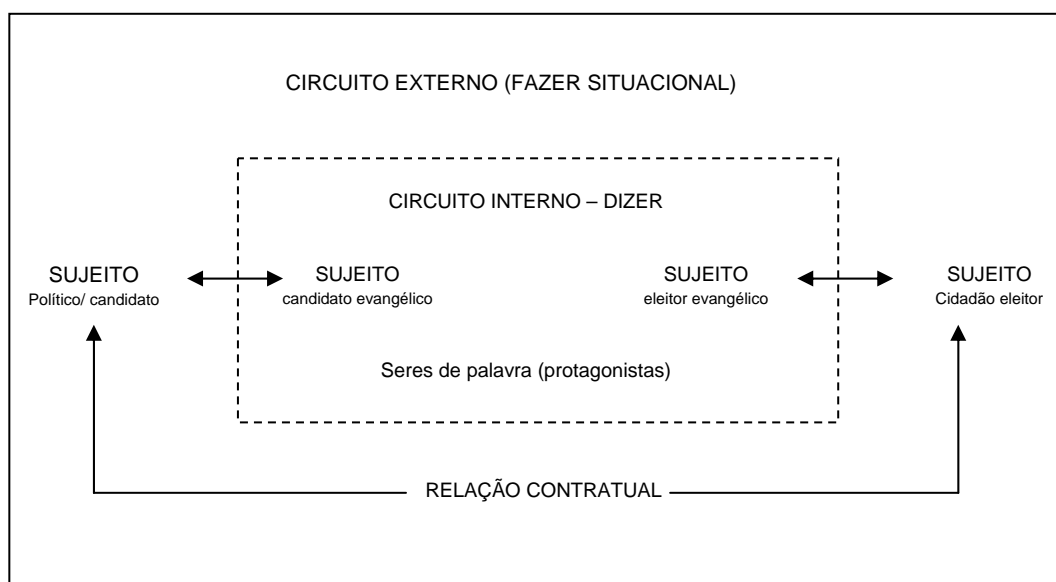 CIRCUITO EXTERNO (FAZER SITUACIONAL)
CIRCUITO INTERNO – DIZER
SUJEITO
Político/ candidato
SUJEITO
candidato evangélico
SUJEITO
eleitor evangélico
SUJEITO
Cidadão eleitor
Seres de palavra (protagonistas)
RELAÇÃO CONTRATUAL